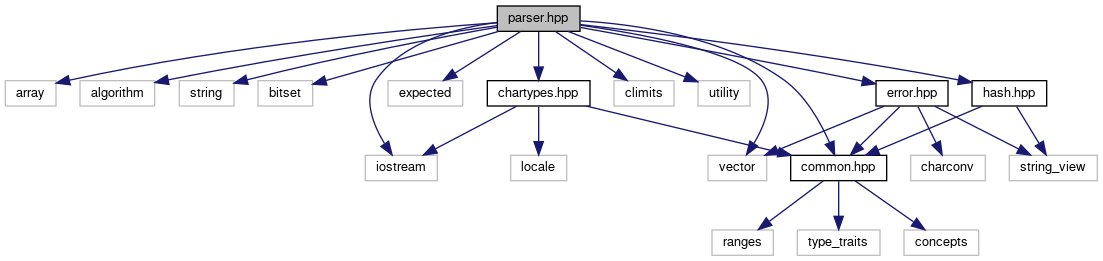 parser.hpp
array
algorithm
string
bitset
expected
chartypes.hpp
climits
utility
error.hpp
hash.hpp
iostream
locale
vector
common.hpp
charconv
string_view
ranges
type_traits
concepts